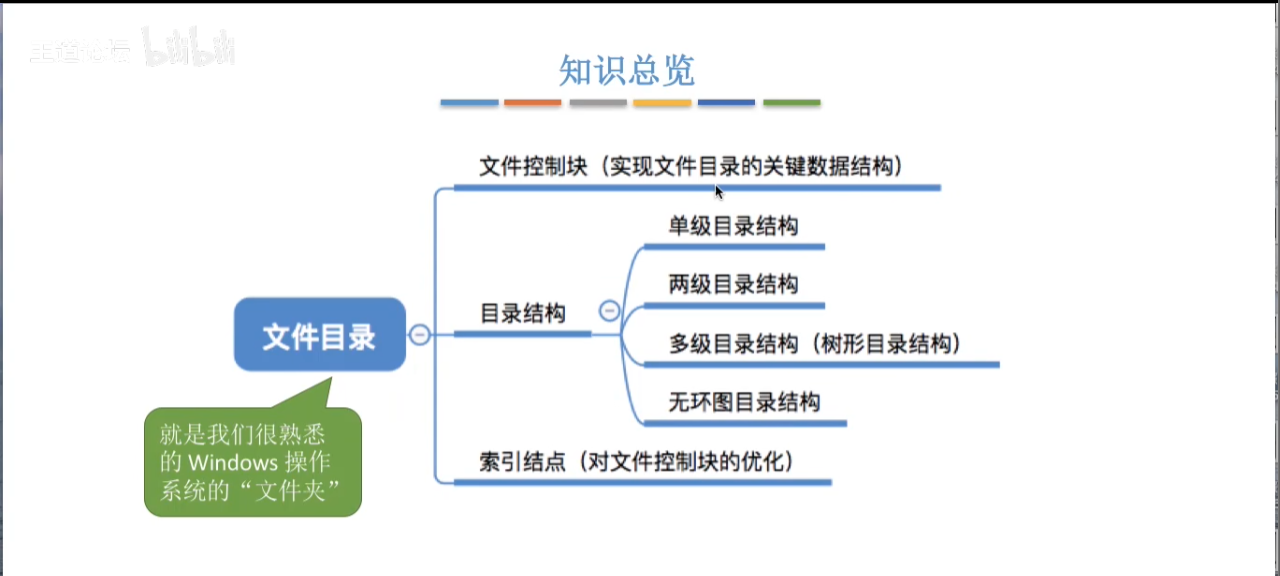 王道论坛 bilibili
知识总览
文件控制块（实现文件目录的关键数据结构）
单级目录结构
两级目录结构
目录结构
多级目录结构（树形目录结构）
文件目录
无环图目录结构
就是我们很熟悉
的 Windows 操作
系统的“文件夹”
索引结点（对文件控制块的优化）